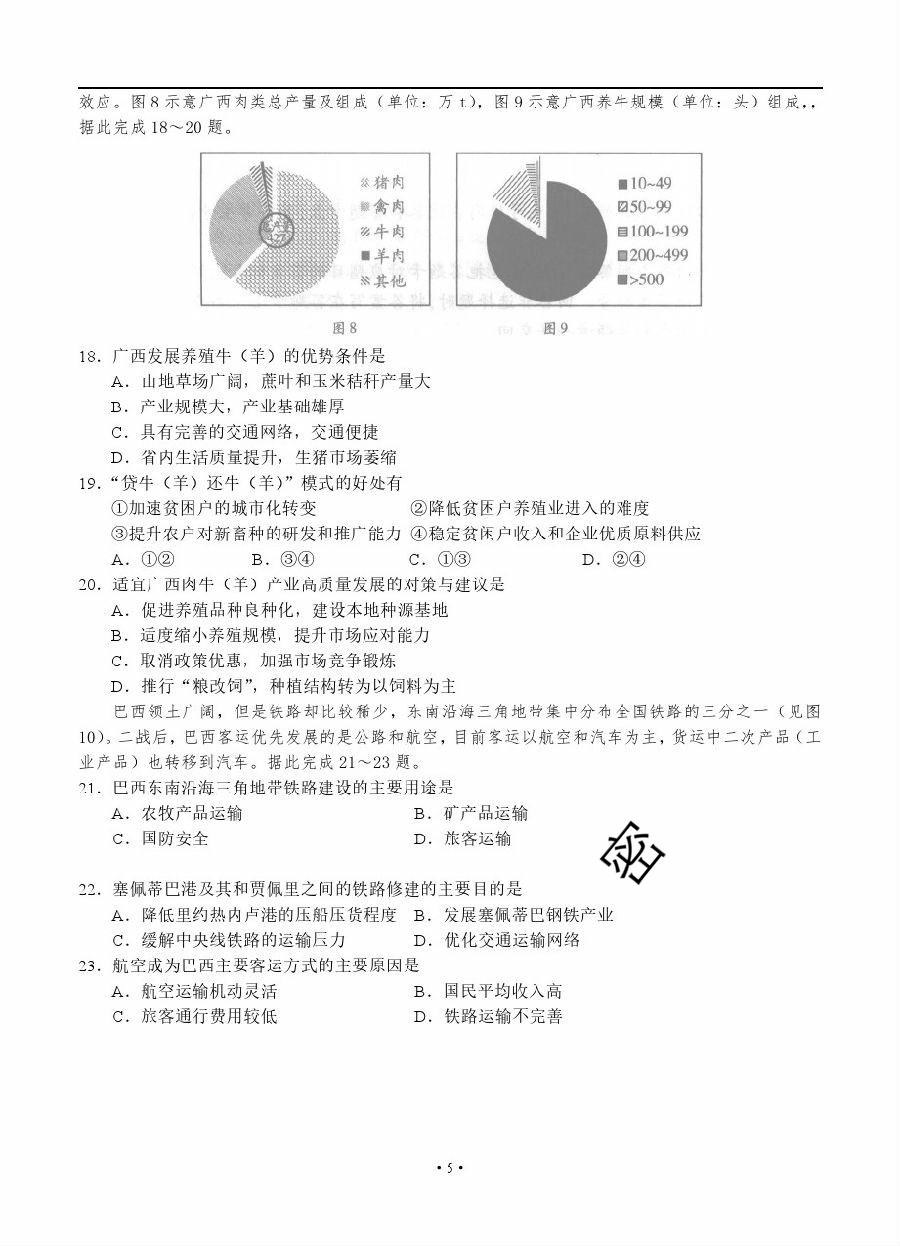 效应。图8示意广西肉类总产量及组成（单位：万t），图9示意广西养牛规模（单位：头）组成，，
据此完成18～20题。
猪肉
禽肉
牛肉
羊肉
其他
图8
10~49
50~99
100~199
200~499
>500
图9
18．广西发展养殖牛（羊）的优势条件是
A．山地草场广阔，蔗叶和玉米秸秆产量大
B．产业规模大，产业基础雄厚
C．具有完善的交通网络，交通便捷
D．省内生活质量提升，生猪市场萎缩
19．“贷牛（羊）还牛（羊）”模式的好处有
①加速贫困户的城市化转变 ②降低贫困户养殖业进入的难度
③提升农户对新畜种的研发和推广能力 ④稳定贫困户收入和企业优质原料供应
A．①② B．③④ C．①③ D．②④
20．适宜广西肉牛（羊）产业高质量发展的对策与建议是
A．促进养殖品种良种化，建设本地种源基地
B．适度缩小养殖规模，提升市场应对能力
C．取消政策优惠，加强市场竞争锻炼
D．推行“粮改饲”，种植结构转为以饲料为主
巴西领土广阔，但是铁路却比较稀少，东南沿海三角地带集中分布全国铁路的三分之一（见图
10）。二战后，巴西客运优先发展的是公路和航空，目前客运以航空和汽车为主，货运中二次产品（工
业产品）也转移到汽车。据此完成21～23题。
21．巴西东南沿海三角地带铁路建设的主要用途是
A．农牧产品运输 B．矿产品运输
C．国防安全 D．旅客运输
密
22．塞佩蒂巴港及其和贾佩里之间的铁路修建的主要目的是
A．降低里约热内卢港的压船压货程度 B．发展塞佩蒂巴钢铁产业
C．缓解中央线铁路的运输压力 D．优化交通运输网络
23．航空成为巴西主要客运方式的主要原因是
A．航空运输机动灵活 B．国民平均收入高
C．旅客通行费用较低 D．铁路运输不完善
·5·